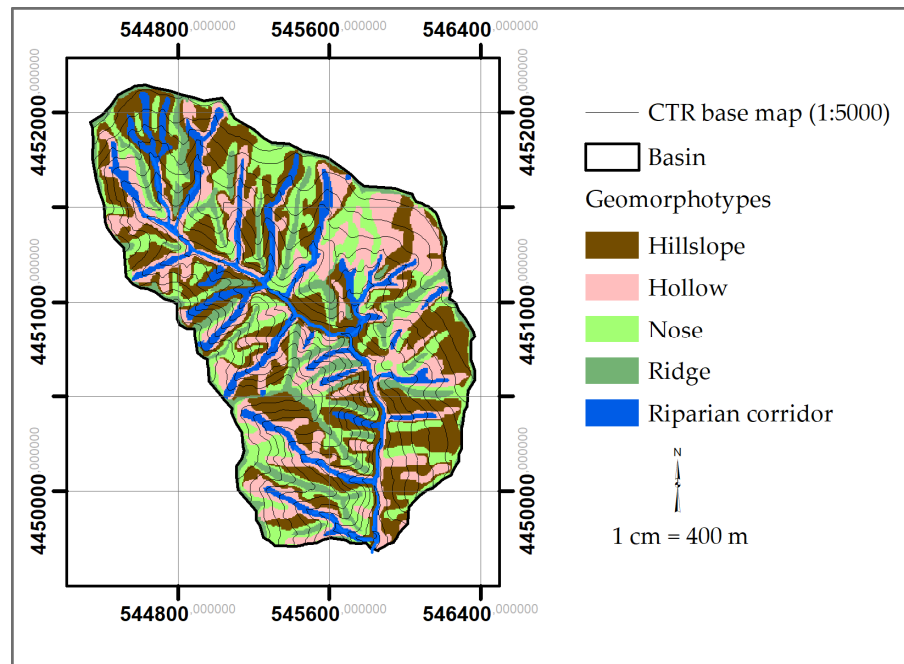 544800,000000 545600,000000 546400,000000
4452000,000000
4452000,000000
4451000,000000
4451000,000000
4450000,000000
4450000,000000
544800,000000 545600,000000 546400,000000
CTR base map (1:5000)
Basin
Geomorphotypes
Hillslope
Hollow
Nose
Ridge
Riparian corridor
N
1 cm = 400 m